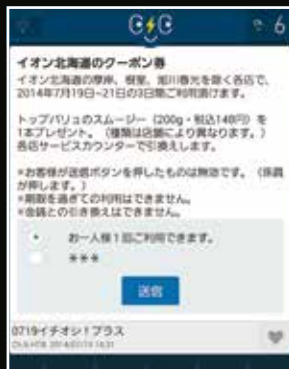 6
イオン北海道のクーポン券
イオン北海道の厚岸、根室、旭川春光を除く各店で、
2014年7月19日~21日の3日間ご利用頂けます。
トップバリュのスムージー(200g・税込148円)を
1本プレゼント。(種類は店舗により異なります。)
各店サービスカウンターで引換えします。
*お客様が送信ボタンを押したものは無効です。(係員
が押します。)
*期限を過ぎての利用はできません。
*金銭との引き換えはできません。
お一人様1回ご利用できます。
***
送信
0719イチオシ!プラス